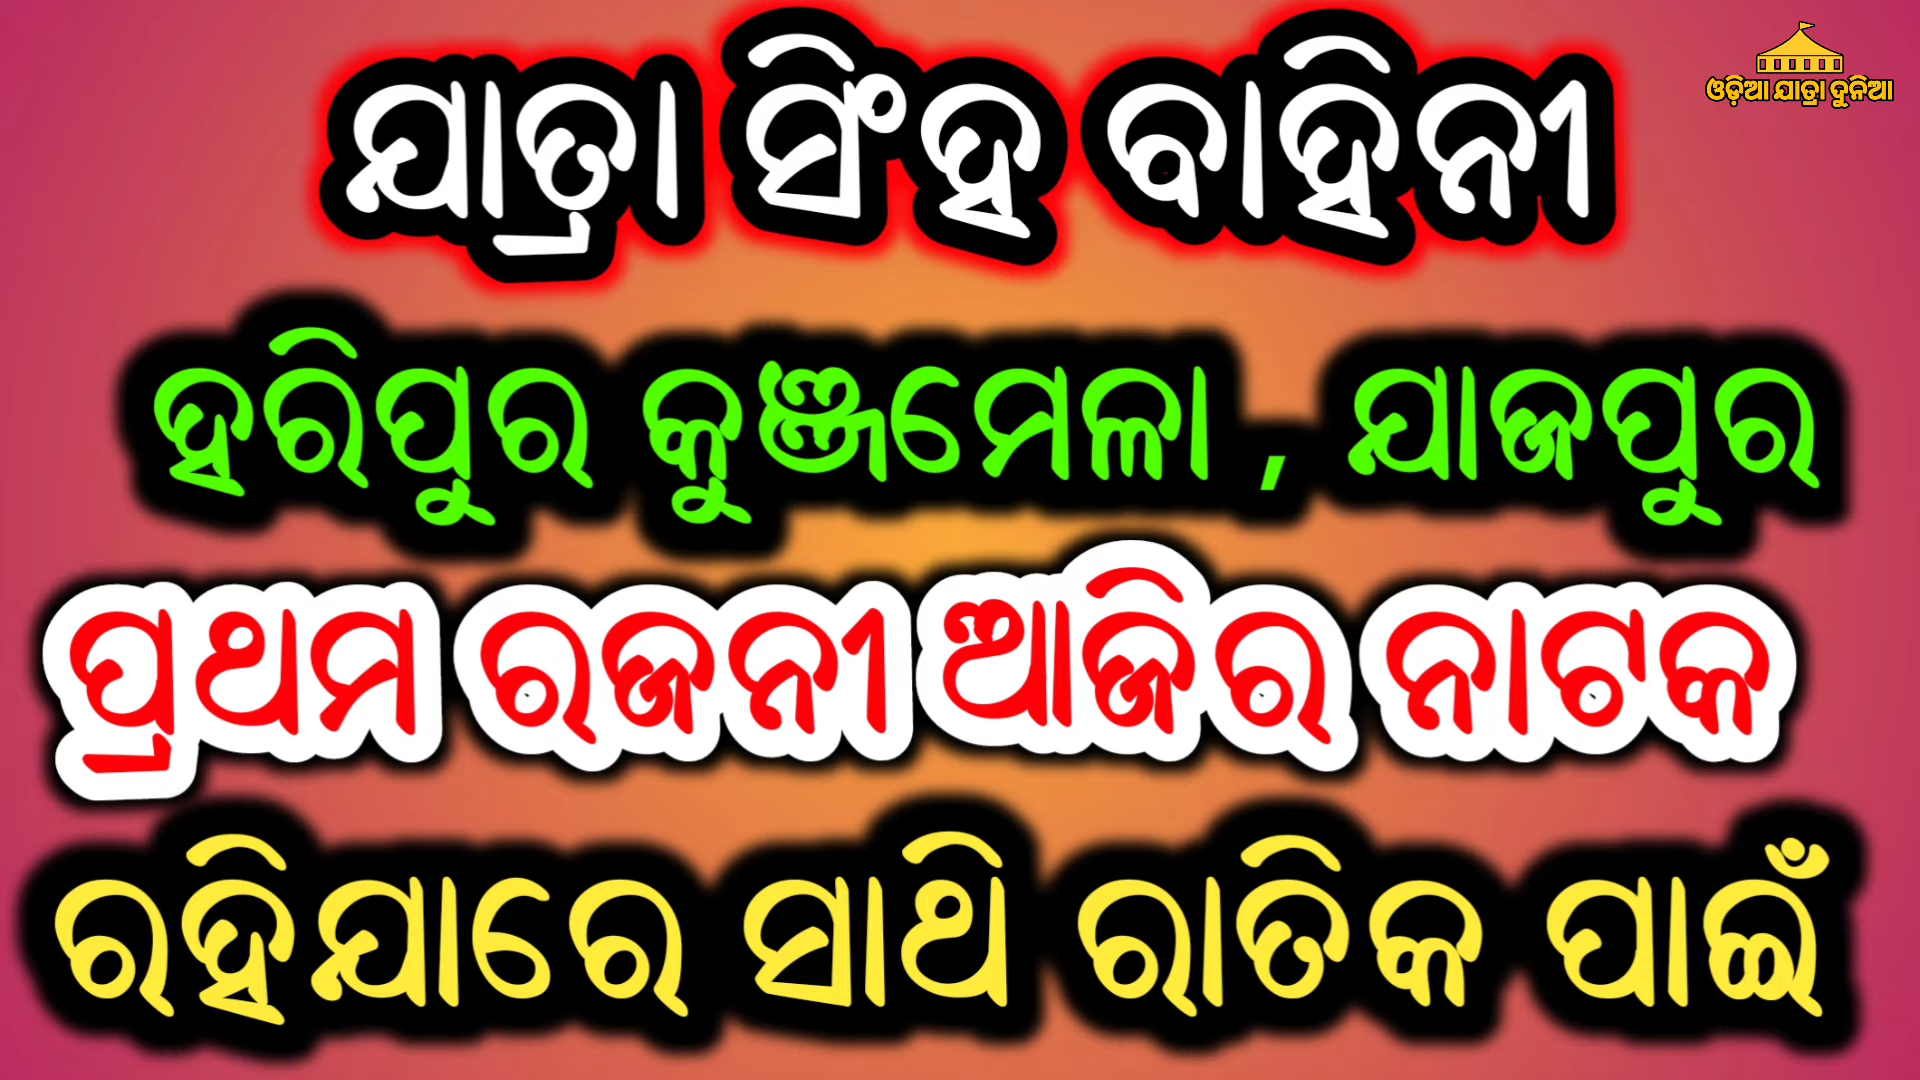 ଯାତ୍ରା ସିଂହ ବାହିନୀ
ଓଡ଼ିଆ ଯାତ୍ରା ଦୁନିଆ
ହରିପୁର କୁଞ୍ଜମେଳା , ଯାଜପୁର
ପ୍ରଥମ ରଜନୀ ଆଜିର ନାଟକ
ରହିଯାରେ ସାଥି ରାତିକ ପାଇଁ